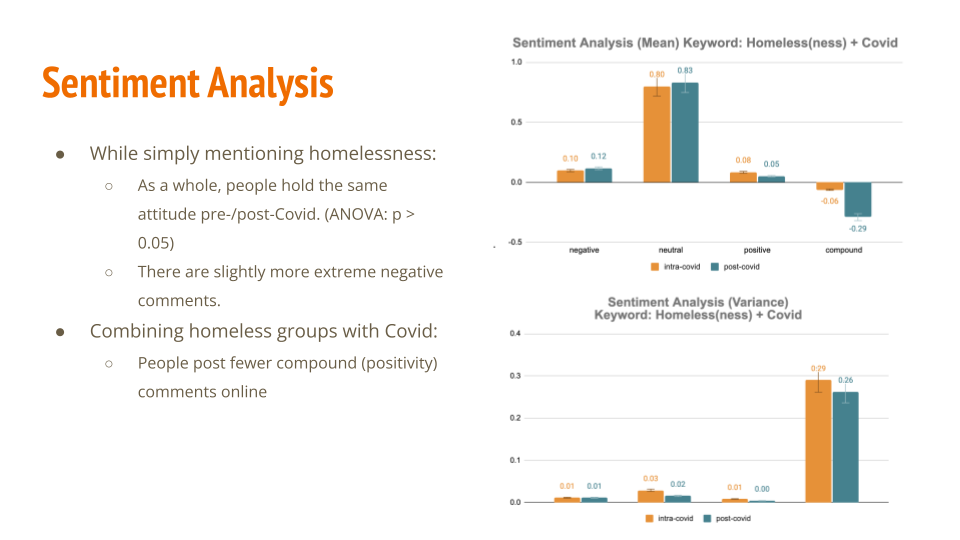 Sentiment Analysis
● While simply mentioning homelessness:
○ As a whole, people hold the same
attitude pre-/post-Covid. (ANOVA: p >
0.05)
○ There are slightly more extreme negative
comments.
● Combining homeless groups with Covid:
○ People post fewer compound (positivity)
comments online
Sentiment Analysis (Mean) Keyword: Homeless(ness) + Covid
1.0
0.80 0.83
0.5
0.10 0.12 0.08 0.05
0.0
-0.06
-0.29
-0.5
negative neutral positive compound
intra-covid post-covid
Sentiment Analysis (Variance)
Keyword: Homeless(ness) + Covid
0.4
0.29 0.26
0.3
0.2
0.1
0.01 0.01 0.03 0.02 0.01 0.00
0.0
intra-covid post-covid